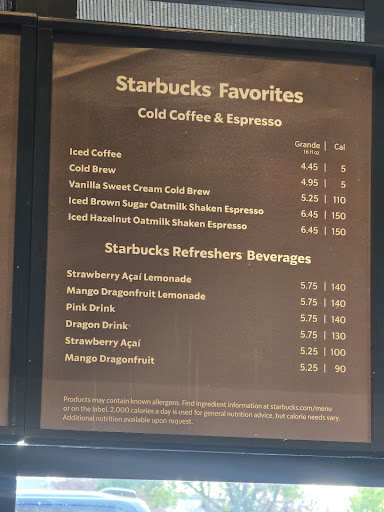 Starbucks Favorites
Cold Coffee & Espresso
Grande | Cal
16 fl oz
Iced Coffee 4.45 | 5
Cold Brew 4.95 | 5
Vanilla Sweet Cream Cold Brew 5.25 | 110
Iced Brown Sugar Oatmilk Shaken Espresso 6.45 | 150
Iced Hazelnut Oatmilk Shaken Espresso 6.45 | 150
Starbucks Refreshers Beverages
Strawberry Açaí Lemonade 5.75 | 140
Mango Dragonfruit Lemonade 5.75 | 140
Pink Drink 5.75 | 140
Dragon Drink 5.75 | 130
Strawberry Açaí 5.25 | 100
Mango Dragonfruit 5.25 | 90
Products may contain known allergens. Find ingredient information at starbucks.com/menu
or on the label. 2,000 calories a day is used for general nutrition advice, but calorie needs vary.
Additional nutrition available upon request.